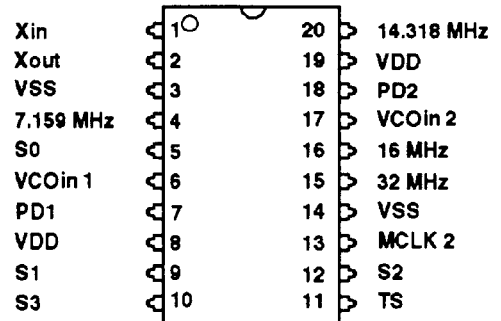 Xin 1 20 14.318 MHz
Xout 2 19 VDD
VSS 3 18 PD2
7.159 MHz 4 17 VCOin 2
S0 5 16 16 MHz
VCOin 1 6 15 32 MHz
PD1 7 14 VSS
VDD 8 13 MCLK 2
S1 9 12 S2
S3 10 11 TS